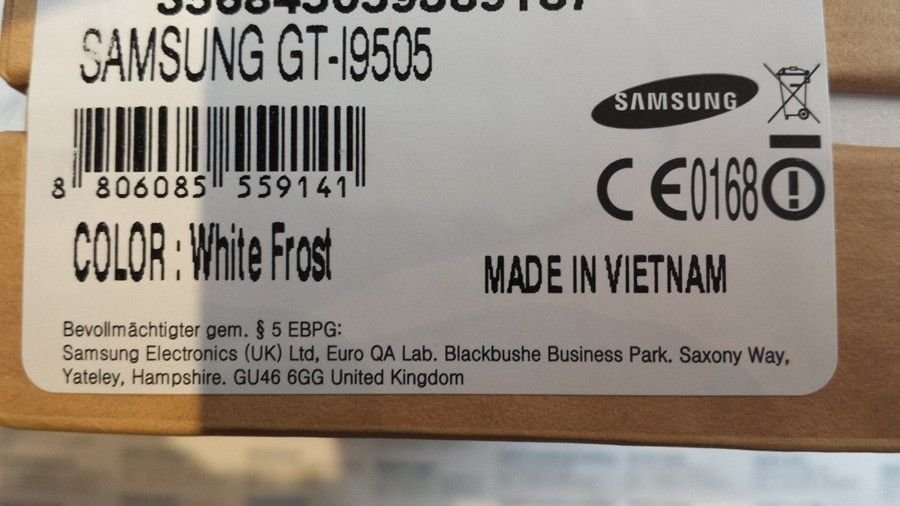 SAMSUNG GT-I9505
SAMSUNG
8 806085 559141
CE0168
COLOR : White Frost
MADE IN VIETNAM
Bevollmächtigter gem. § 5 EBPG:
Samsung Electronics (UK) Ltd, Euro QA Lab. Blackbushe Business Park. Saxony Way,
Yateley, Hampshire. GU46 6GG United Kingdom